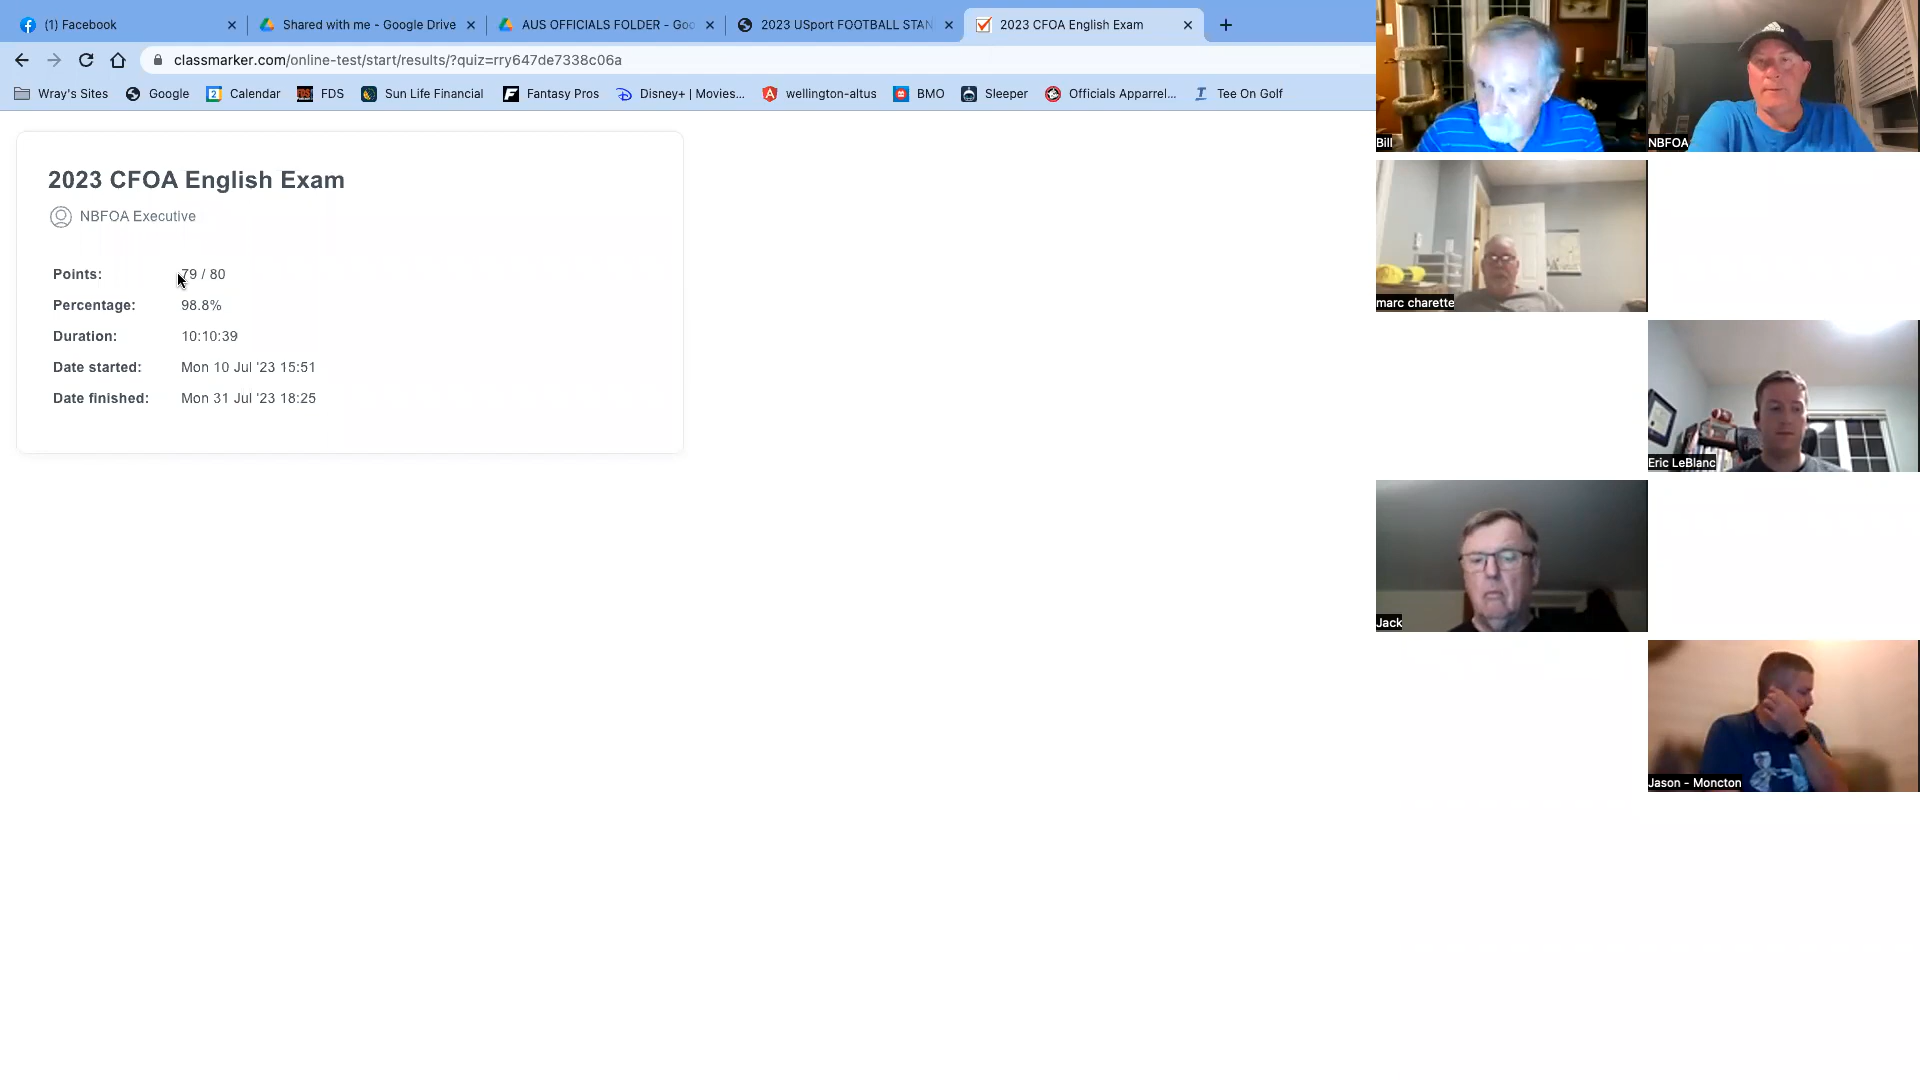 (1) Facebook
Shared with me - Google Drive
AUS OFFICIALS FOLDER - Goo
2023 USport FOOTBALL STAN
2023 CFOA English Exam
classmarker.com/online-test/start/results/?quiz=rry647de7338c06a
Wray's Sites
Google
Calendar
FDS
Sun Life Financial
Fantasy Pros
Disney+ | Movies...
wellington-altus
BMO
Sleeper
Officials Apparrel...
Tee On Golf
2023 CFOA English Exam
NBFOA Executive
Points: 79 / 80
Percentage: 98.8%
Duration: 10:10:39
Date started: Mon 10 Jul '23 15:51
Date finished: Mon 31 Jul '23 18:25
Bill
NBFOA
marc charette
Eric LeBlanc
Jack
Jason - Moncton